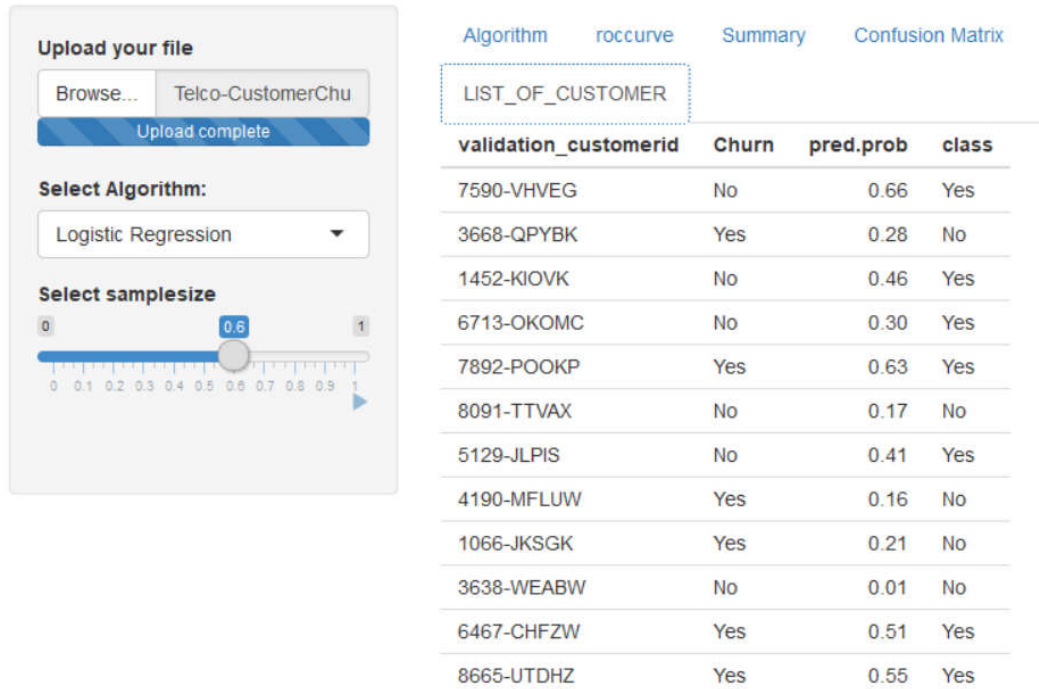 Upload your file
Browse... Telco-CustomerChu
Upload complete
Select Algorithm:
Logistic Regression
Select samplesize
0 0.6 1
0 0.1 0.2 0.3 0.4 0.5 0.6 0.7 0.8 0.9 1
Algorithm roccurve Summary Confusion Matrix
LIST_OF_CUSTOMER
validation_customerid Churn pred.prob class
7590-VHVEG No 0.66 Yes
3668-QPYBK Yes 0.28 No
1452-KIOVK No 0.46 Yes
6713-OKOMC No 0.30 Yes
7892-POOKP Yes 0.63 Yes
8091-TTVAX No 0.17 No
5129-JLPIS No 0.41 Yes
4190-MFLUW Yes 0.16 No
1066-JKSGK Yes 0.21 No
3638-WEABW No 0.01 No
6467-CHFZW Yes 0.51 Yes
8665-UTDHZ Yes 0.55 Yes